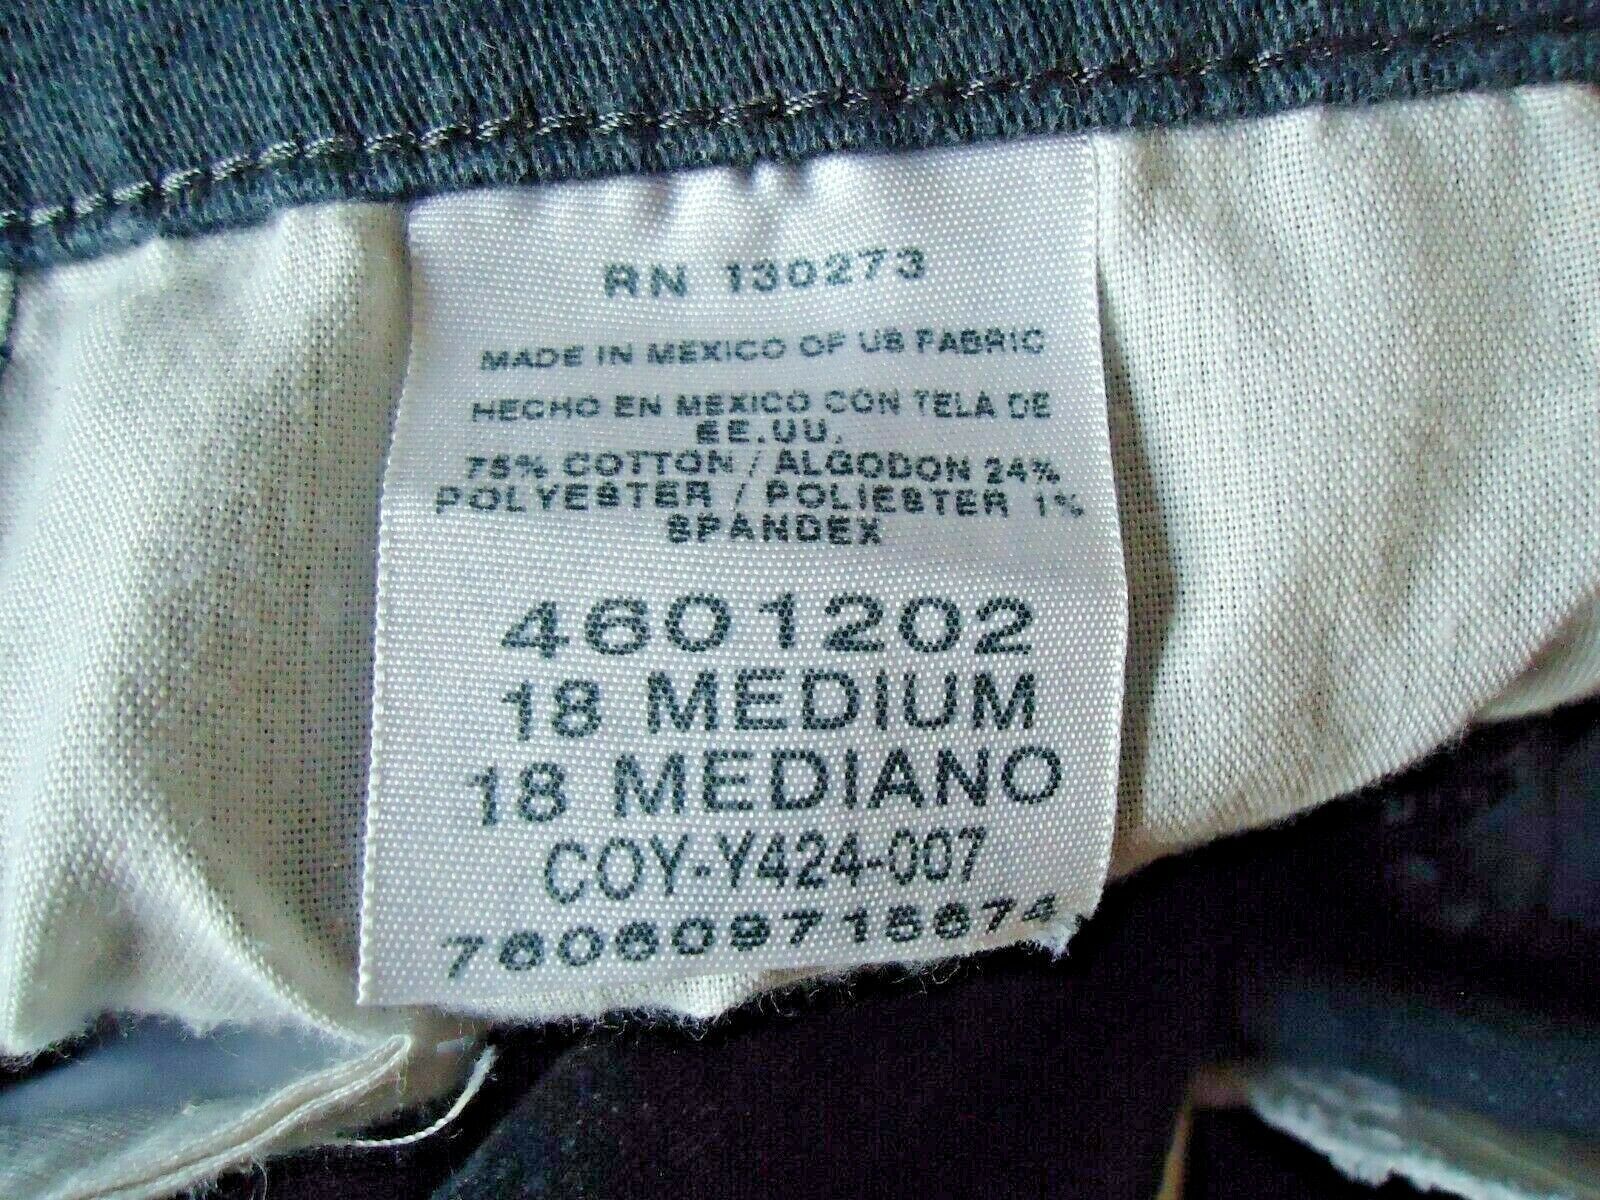 RN 130273
MADE IN MEXICO OF US FABRIC
HECHO EN MEXICO CON TELA DE
EE.UU.
75% COTTON / ALGODON 24%
POLYESTER / POLIESTER 1%
SPANDEX
4601202
18 MEDIUM
18 MEDIANO
COY-Y424-007
760609715674